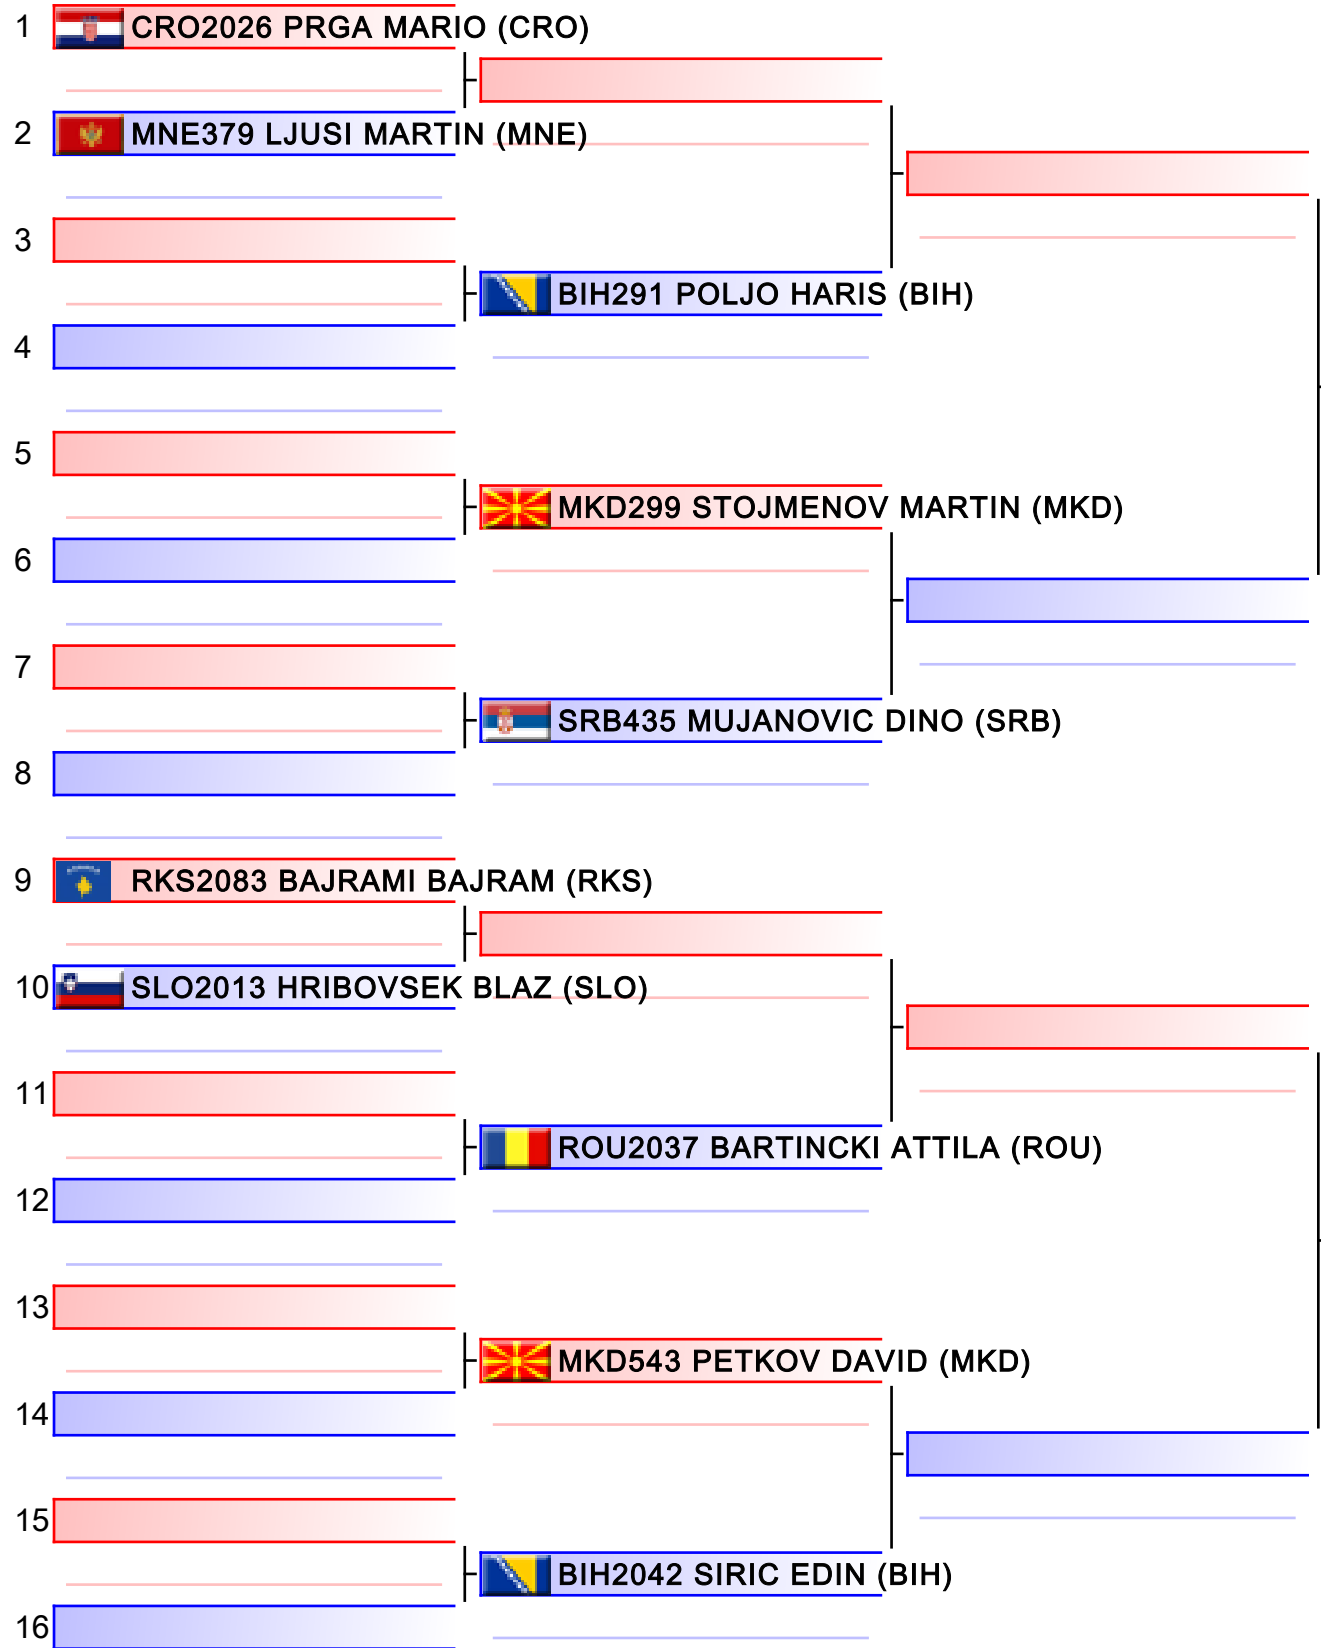 1 CRO2026 PRGA MARIO (CRO)
2 MNE379 LJUSI MARTIN (MNE)
3
BIH291 POLJO HARIS (BIH)
4
5
MKD299 STOJMENOV MARTIN (MKD)
6
7
SRB435 MUJANOVIC DINO (SRB)
8
9 RKS2083 BAJRAMI BAJRAM (RKS)
10 SLO2013 HRIBOVSEK BLAZ (SLO)
11
ROU2037 BARTINCKI ATTILA (ROU)
12
13
MKD543 PETKOV DAVID (MKD)
14
15
BIH2042 SIRIC EDIN (BIH)
16